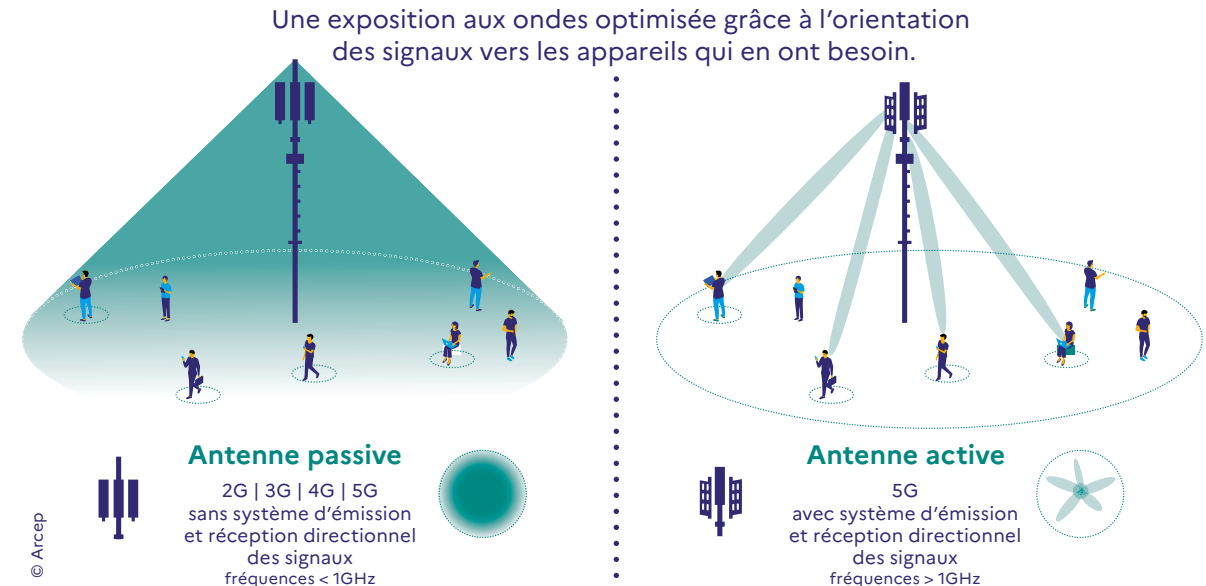 Une exposition aux ondes optimisée grâce à l'orientation
des signaux vers les appareils qui en ont besoin.
Antenne passive
2G | 3G | 4G | 5G
sans système d'émission
et réception directionnel
des signaux
fréquences < 1GHz
Antenne active
5G
avec système d'émission
et réception directionnel
des signaux
fréquences > 1GHz
© Arcep